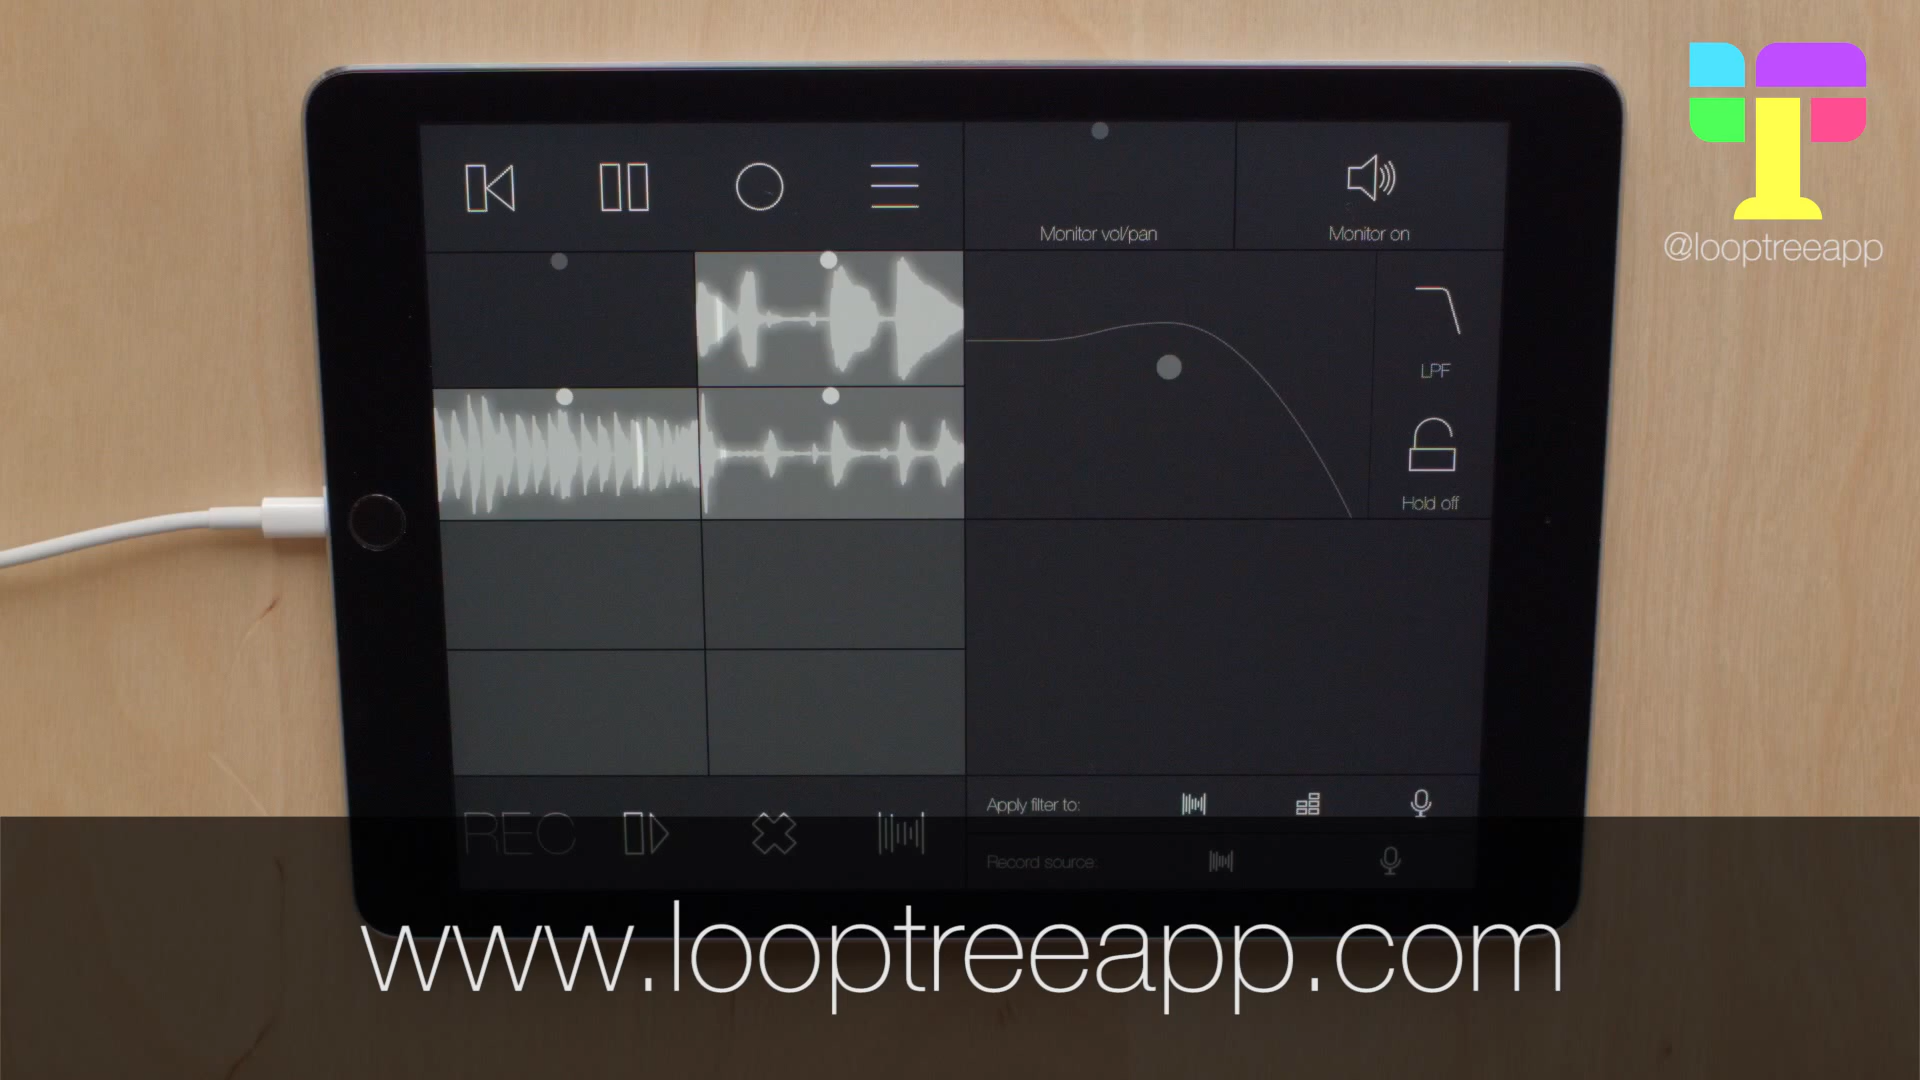 Monitor vol/pan
Monitor on
@looptreeapp
LPF
Hold off
Apply filter to:
REC
Record source:
www.looptreeapp.com